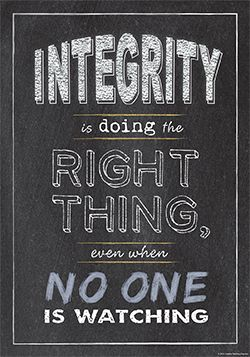 INTEGRITY
is doing the
RIGHT
THING,
even when
NO ONE
IS WATCHING